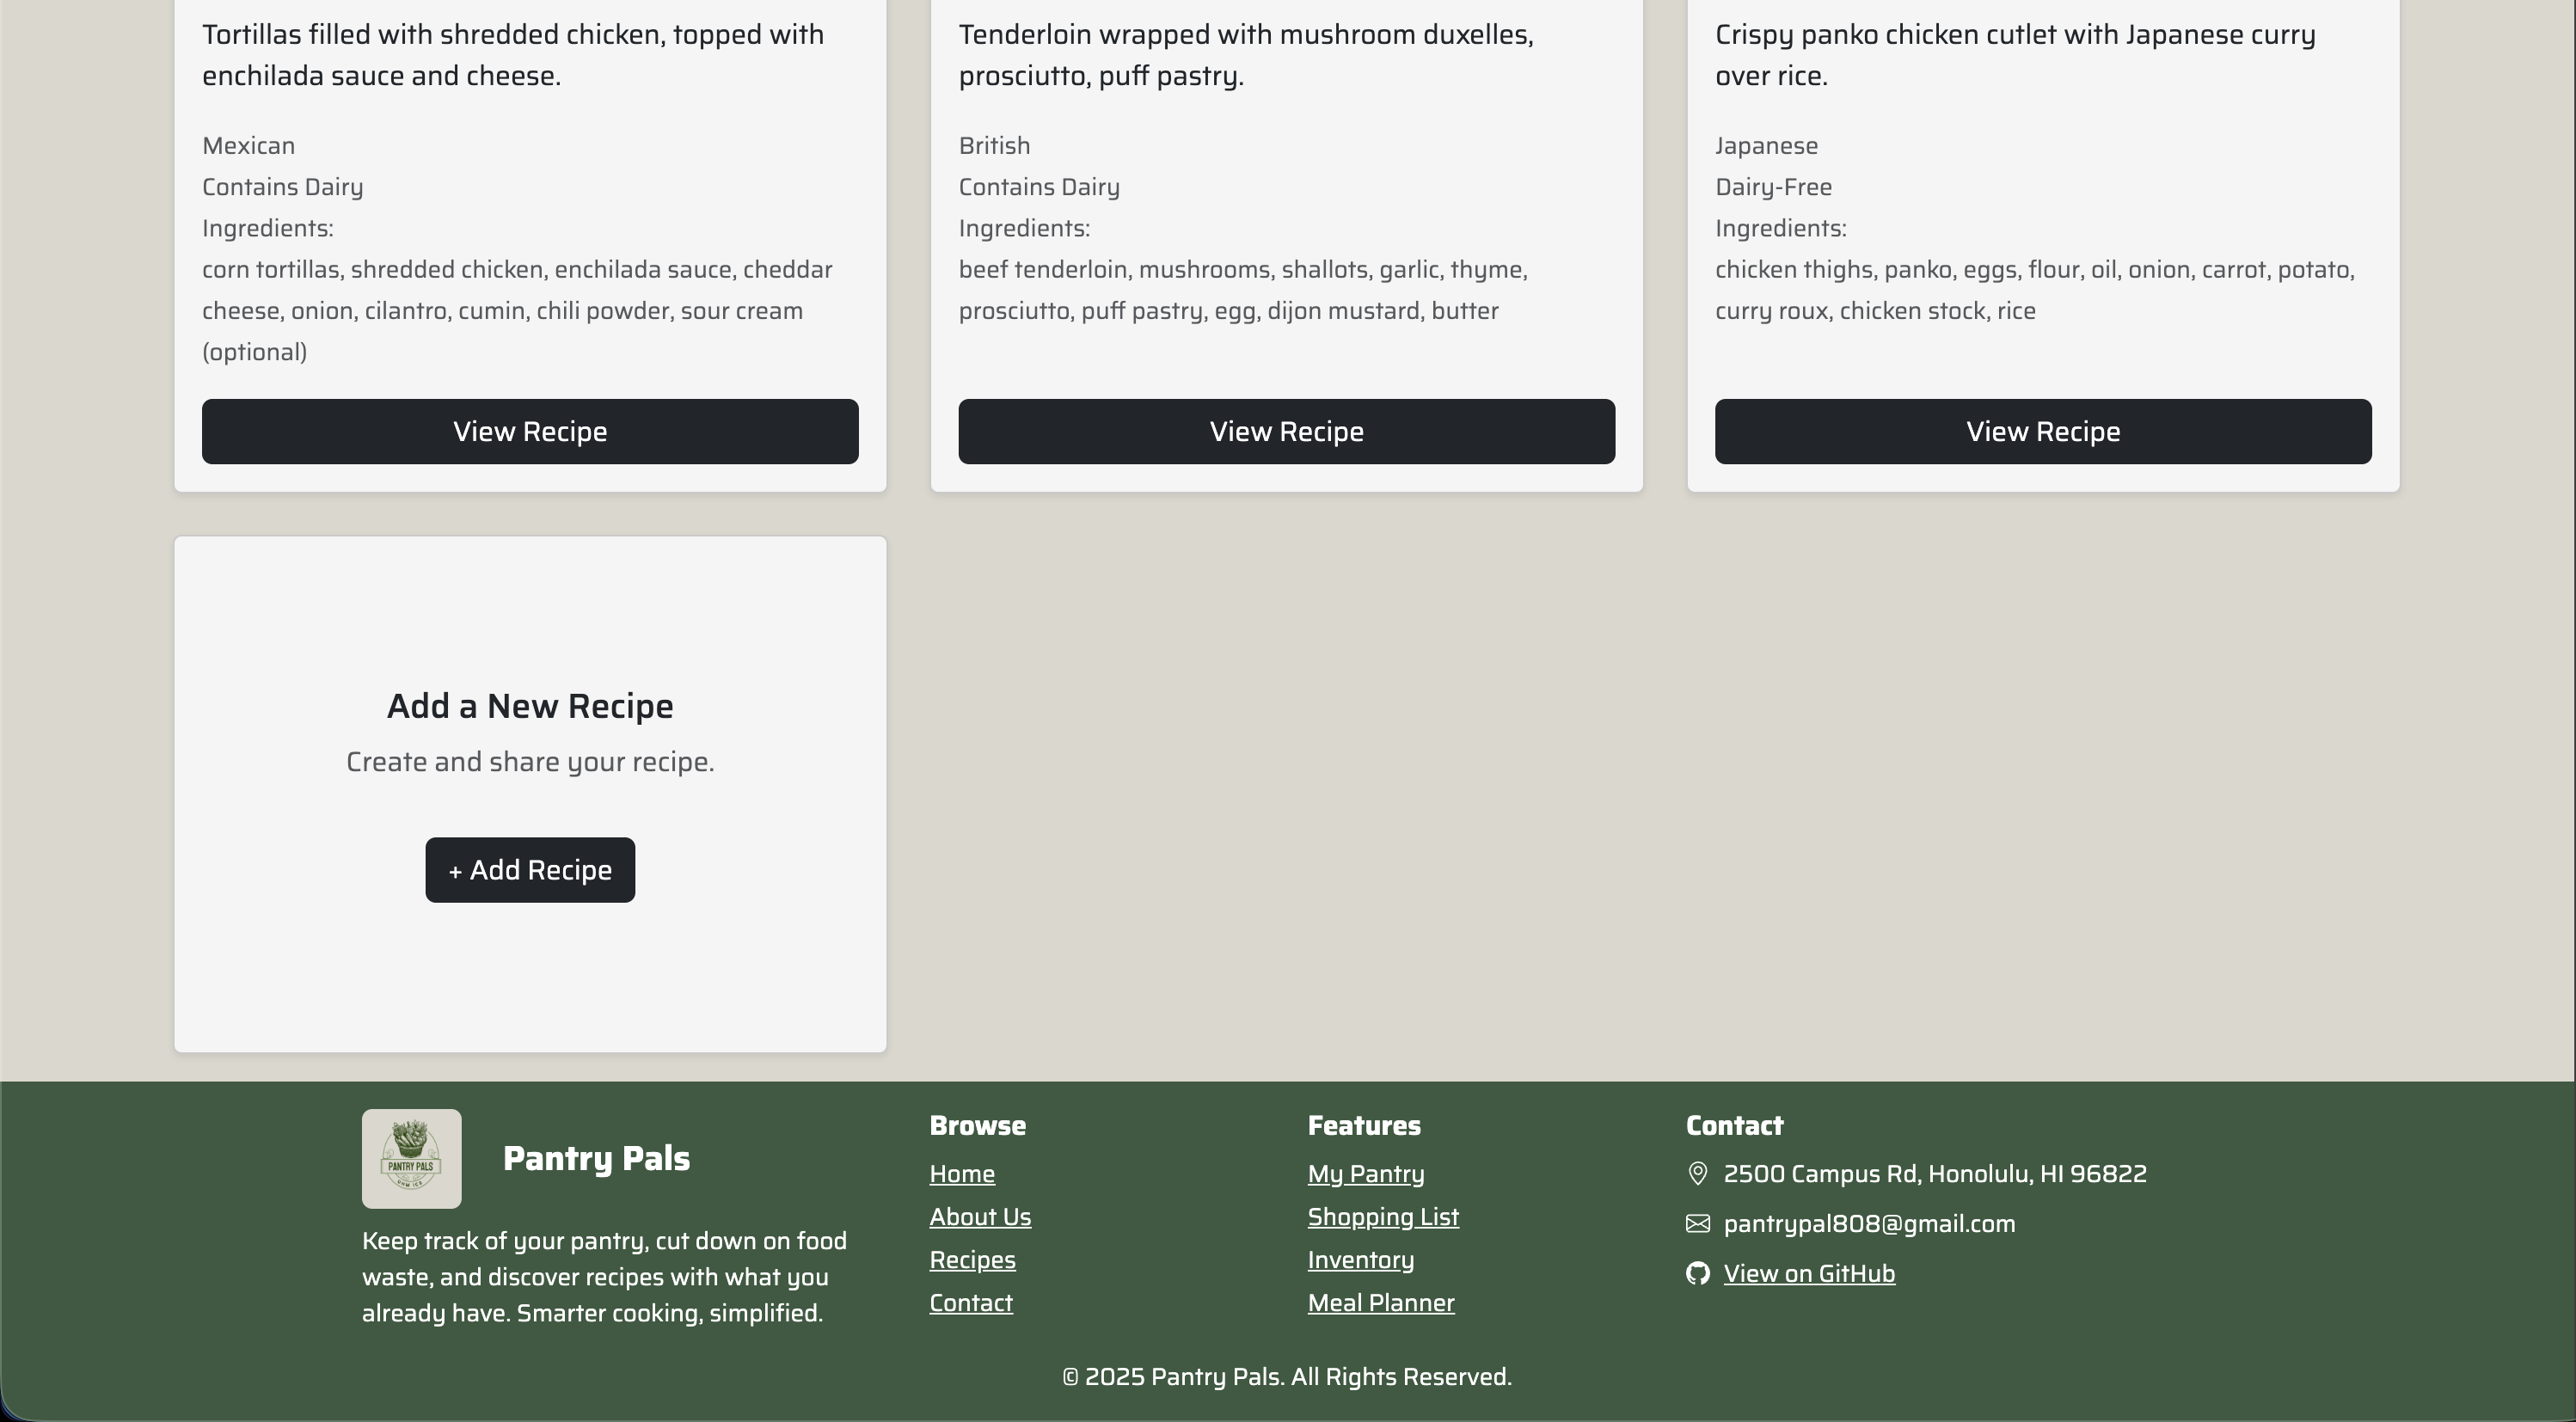 Tortillas filled with shredded chicken, topped with
enchilada sauce and cheese.
Mexican
Contains Dairy
Ingredients:
corn tortillas, shredded chicken, enchilada sauce, cheddar
cheese, onion, cilantro, cumin, chili powder, sour cream
(optional)
View Recipe
Tenderloin wrapped with mushroom duxelles,
prosciutto, puff pastry.
British
Contains Dairy
Ingredients:
beef tenderloin, mushrooms, shallots, garlic, thyme,
prosciutto, puff pastry, egg, dijon mustard, butter
View Recipe
Crispy panko chicken cutlet with Japanese curry
over rice.
Japanese
Dairy-Free
Ingredients:
chicken thighs, panko, eggs, flour, oil, onion, carrot, potato,
curry roux, chicken stock, rice
View Recipe
Add a New Recipe
Create and share your recipe.
+ Add Recipe
PANTRY PALS
UHM ICS
Pantry Pals
Keep track of your pantry, cut down on food
waste, and discover recipes with what you
already have. Smarter cooking, simplified.
Browse
Home
About Us
Recipes
Contact
Features
My Pantry
Shopping List
Inventory
Meal Planner
Contact
2500 Campus Rd, Honolulu, HI 96822
pantrypal808@gmail.com
View on GitHub
© 2025 Pantry Pals. All Rights Reserved.